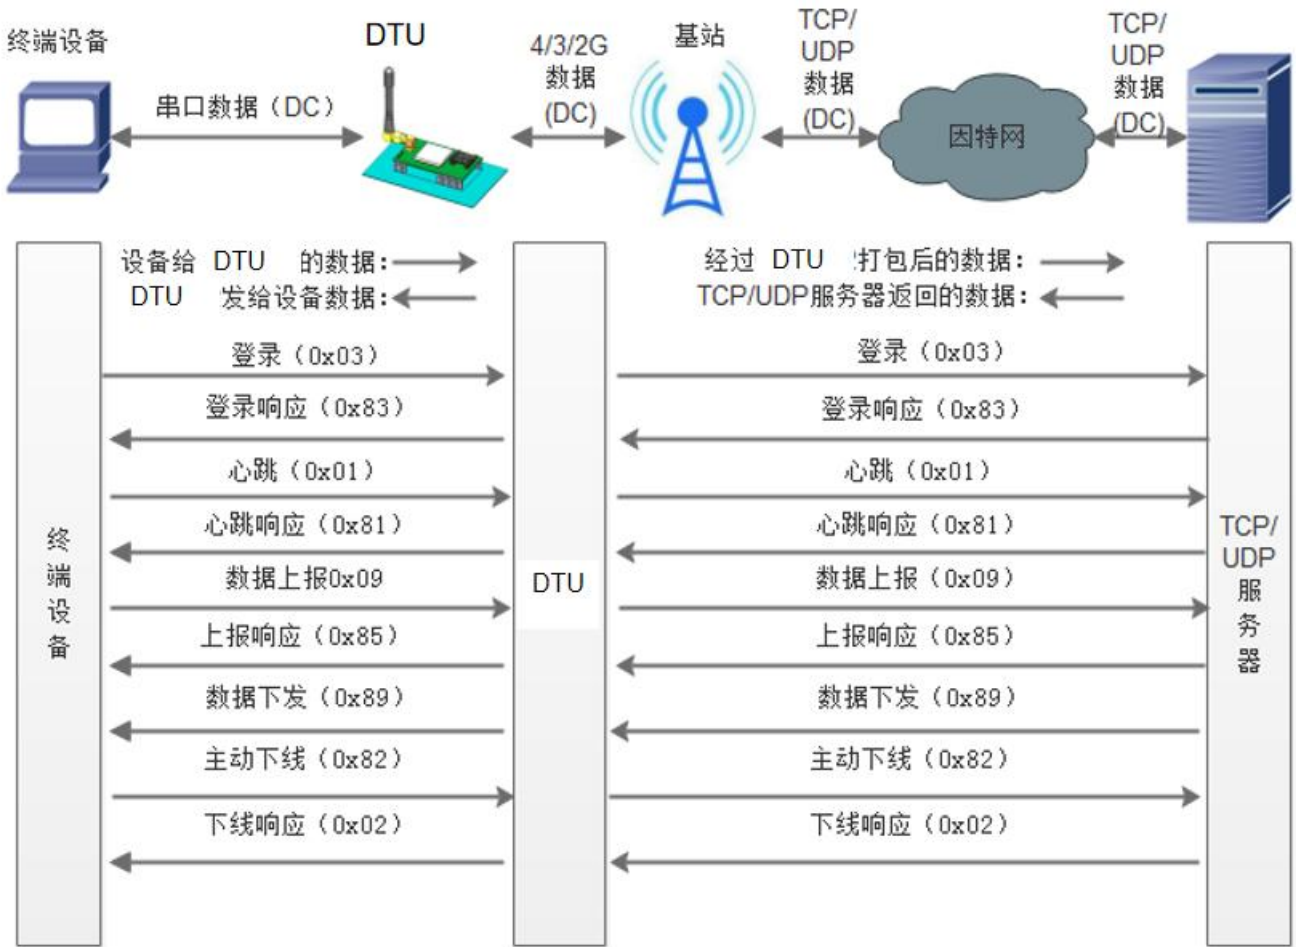 终端设备
DTU
4/3/2G
数据
(DC)
基站
TCP/
UDP
数据
(DC)
TCP/
UDP
数据
(DC)
串口数据（DC）
因特网
设备给 DTU 的数据:
DTU 发给设备数据:
经过 DTU 打包后的数据:
TCP/UDP服务器返回的数据:
登录（0x03）
登录（0x03）
登录响应（0x83）
登录响应（0x83）
心跳（0x01）
心跳（0x01）
心跳响应（0x81）
心跳响应（0x81）
数据上报0x09
数据上报（0x09）
上报响应（0x85）
上报响应（0x85）
数据下发（0x89）
数据下发（0x89）
主动下线（0x82）
主动下线（0x82）
下线响应（0x02）
下线响应（0x02）
终
端
设
备
DTU
TCP/
UDP
服
务
器